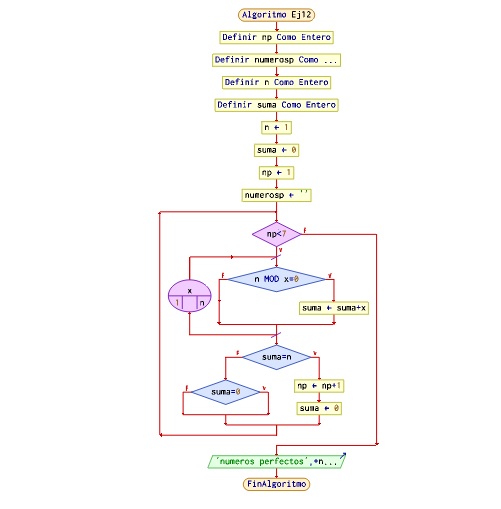 Algoritmo Ej12
Definir np Como Entero
Definir numerosp Como ...
Definir n Como Entero
Definir suma Como Entero
n ← 1
suma ← 0
np ← 1
numerosp ← ''
np<7
F
V
x
1
n
n MOD x=0
F
V
suma ← suma+x
suma=n
F
V
suma=0
F
V
np ← np+1
suma ← 0
'numeros perfectos',*n...
FinAlgoritmo